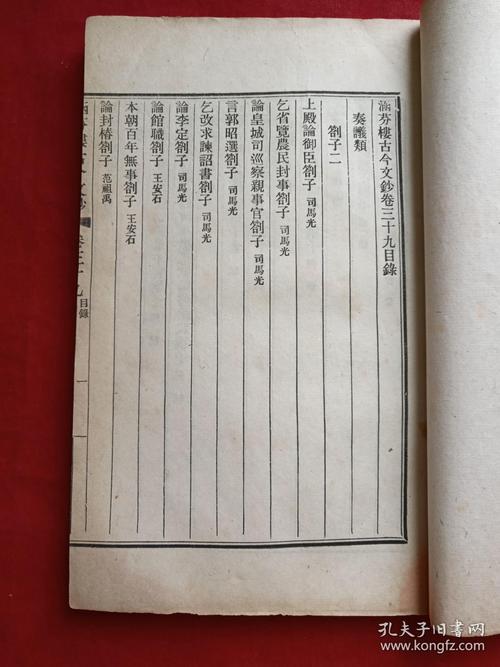 涵芬樓古今文鈔卷三十九目錄
奏議類
劄子二
上殿論御臣劄子 司馬光
乞省覽農民封事劄子 司馬光
論皇城司巡察親事官劄子 司馬光
言郭昭選劄子 司馬光
乞改求諫詔書劄子 司馬光
論李定劄子 司馬光
論館職劄子 王安石
本朝百年無事劄子 王安石
論封樁劄子 范祖禹
涵芬樓古今文鈔 卷三十九 目錄 一
孔夫子旧书网
kongfz.com